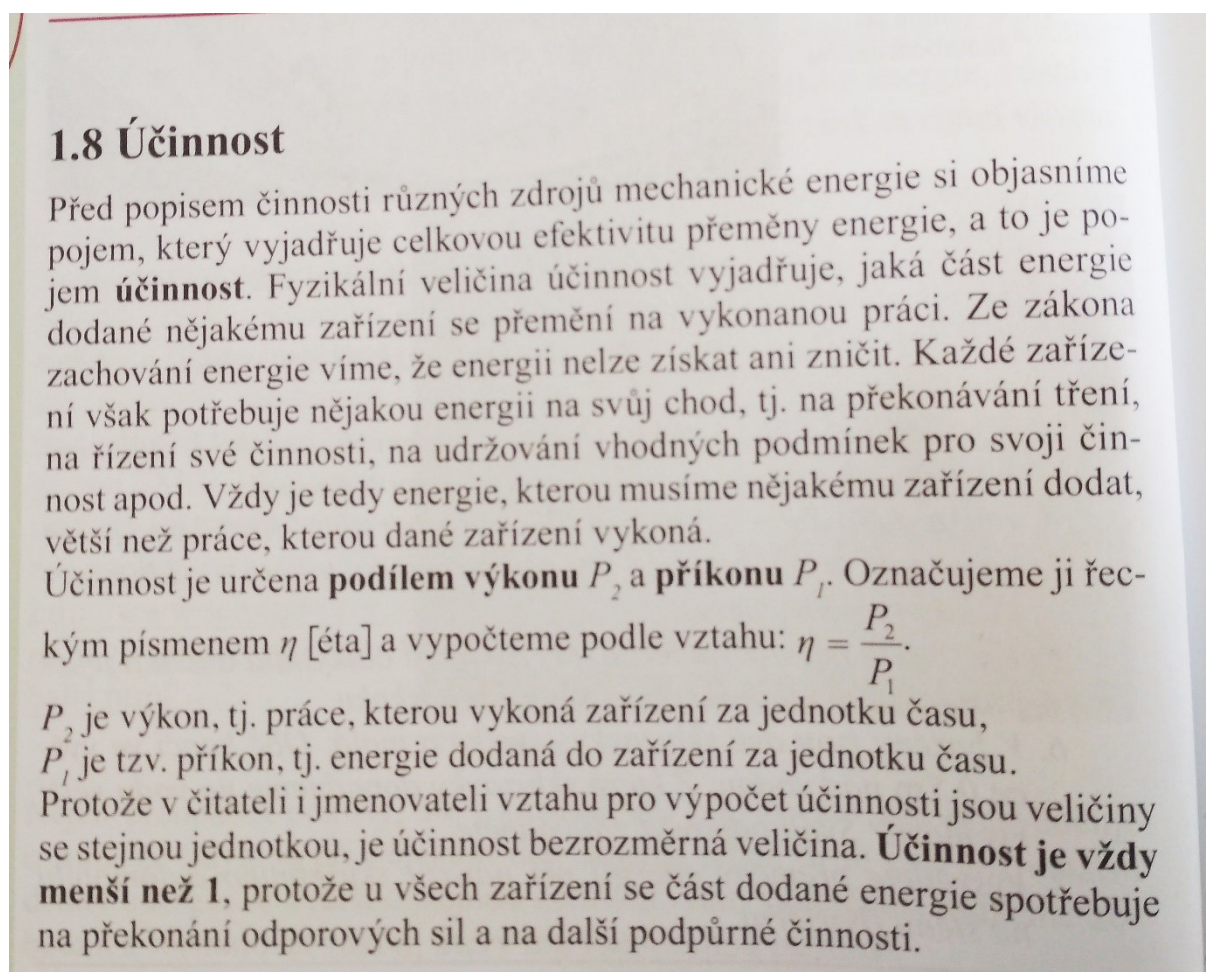 1.8 Účinnost
Před popisem činnosti různých zdrojů mechanické energie si objasníme
pojem, který vyjadřuje celkovou efektivitu přeměny energie, a to je po-
jem účinnost. Fyzikální veličina účinnost vyjadřuje, jaká část energie
dodané nějakému zařízení se přemění na vykonanou práci. Ze zákona
zachování energie víme, že energii nelze získat ani zničit. Každé zaříze-
ní však potřebuje nějakou energii na svůj chod, tj. na překonávání tření,
na řízení své činnosti, na udržování vhodných podmínek pro svoji čin-
nost apod. Vždy je tedy energie, kterou musíme nějakému zařízení dodat,
větší než práce, kterou dané zařízení vykoná.
Účinnost je určena podílem výkonu P₂ a příkonu P₁. Označujeme ji řec-
kým písmenem η [éta] a vypočteme podle vztahu: η = P₂/P₁.
P₂ je výkon, tj. práce, kterou vykoná zařízení za jednotku času,
P₁ je tzv. příkon, tj. energie dodaná do zařízení za jednotku času.
Protože v čitateli i jmenovateli vztahu pro výpočet účinnosti jsou veličiny
se stejnou jednotkou, je účinnost bezrozměrná veličina. Účinnost je vždy
menší než 1, protože u všech zařízení se část dodané energie spotřebuje
na překonání odporových sil a na další podpůrné činnosti.